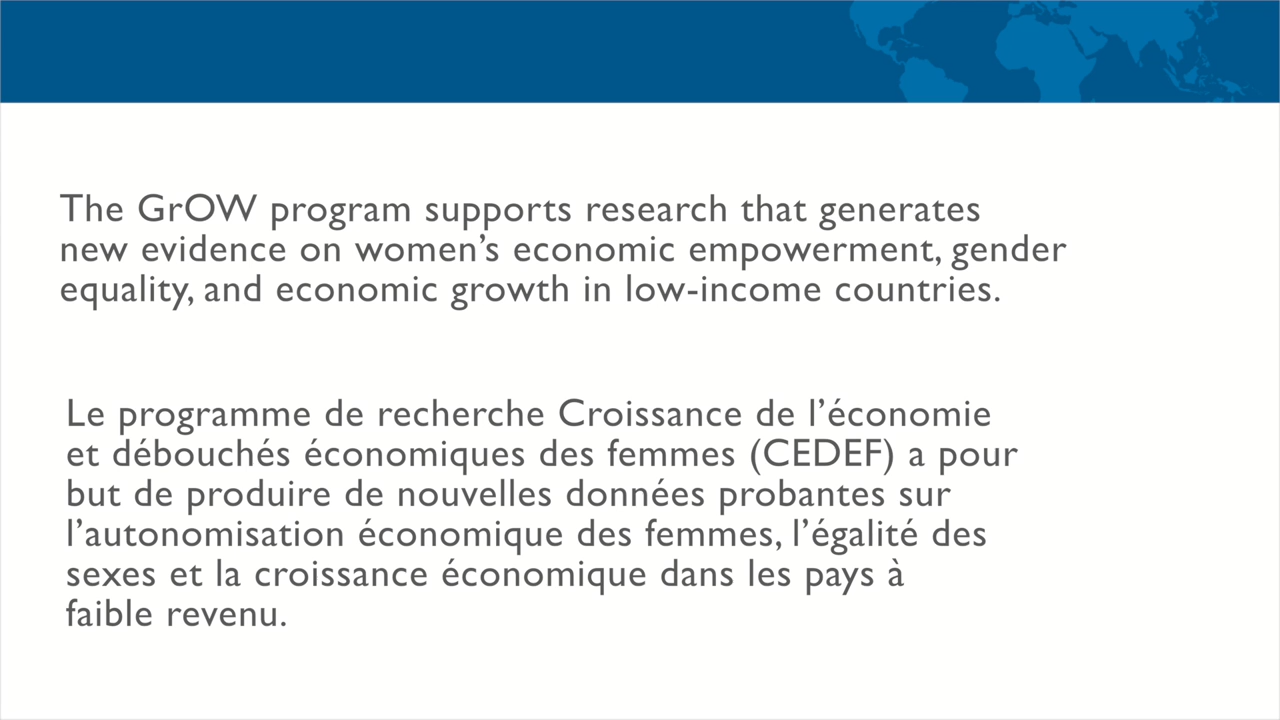 The GrOW program supports research that generates
new evidence on women’s economic empowerment, gender
equality, and economic growth in low-income countries.
Le programme de recherche Croissance de l’économie
et débouchés économiques des femmes (CEDEF) a pour
but de produire de nouvelles données probantes sur
l’autonomisation économique des femmes, l’égalité des
sexes et la croissance économique dans les pays à
faible revenu.